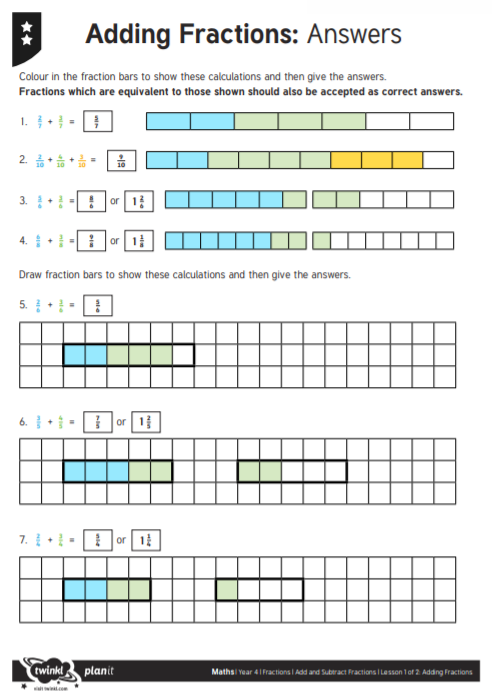 Adding Fractions: Answers
Colour in the fraction bars to show these calculations and then give the answers.
Fractions which are equivalent to those shown should also be accepted as correct answers.
1. 2/7 + 3/7 = 5/7
2. 2/10 + 4/10 + 3/10 = 9/10
3. 5/6 + 3/6 = 8/6 or 1 2/6
4. 6/8 + 3/8 = 9/8 or 1 1/8
Draw fraction bars to show these calculations and then give the answers.
5. 2/6 + 3/6 = 5/6
6. 3/5 + 4/5 = 7/5 or 1 2/5
7. 2/4 + 3/4 = 5/4 or 1 1/4
twinkl planit
visit twinkl.com
Maths | Year 4 | Fractions | Add and Subtract Fractions | Lesson 1 of 2: Adding Fractions